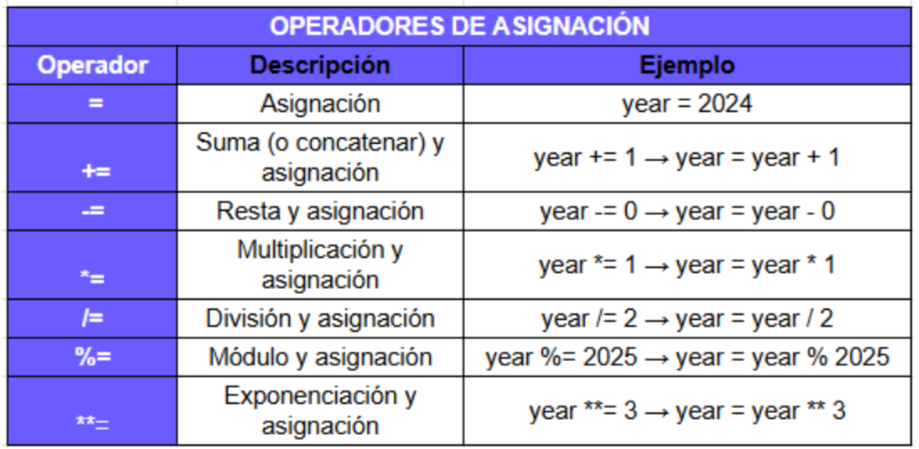 OPERADORES DE ASIGNACIÓN
Operador Descripción Ejemplo
= Asignación year = 2024
Suma (o concatenar) y
+= asignación year += 1 → year = year + 1
-= Resta y asignación year -= 0 → year = year - 0
Multiplicación y
*= asignación year *= 1 → year = year * 1
/= División y asignación year /= 2 → year = year / 2
%= Módulo y asignación year %= 2025 → year = year % 2025
Exponenciación y
**= asignación year **= 3 → year = year ** 3